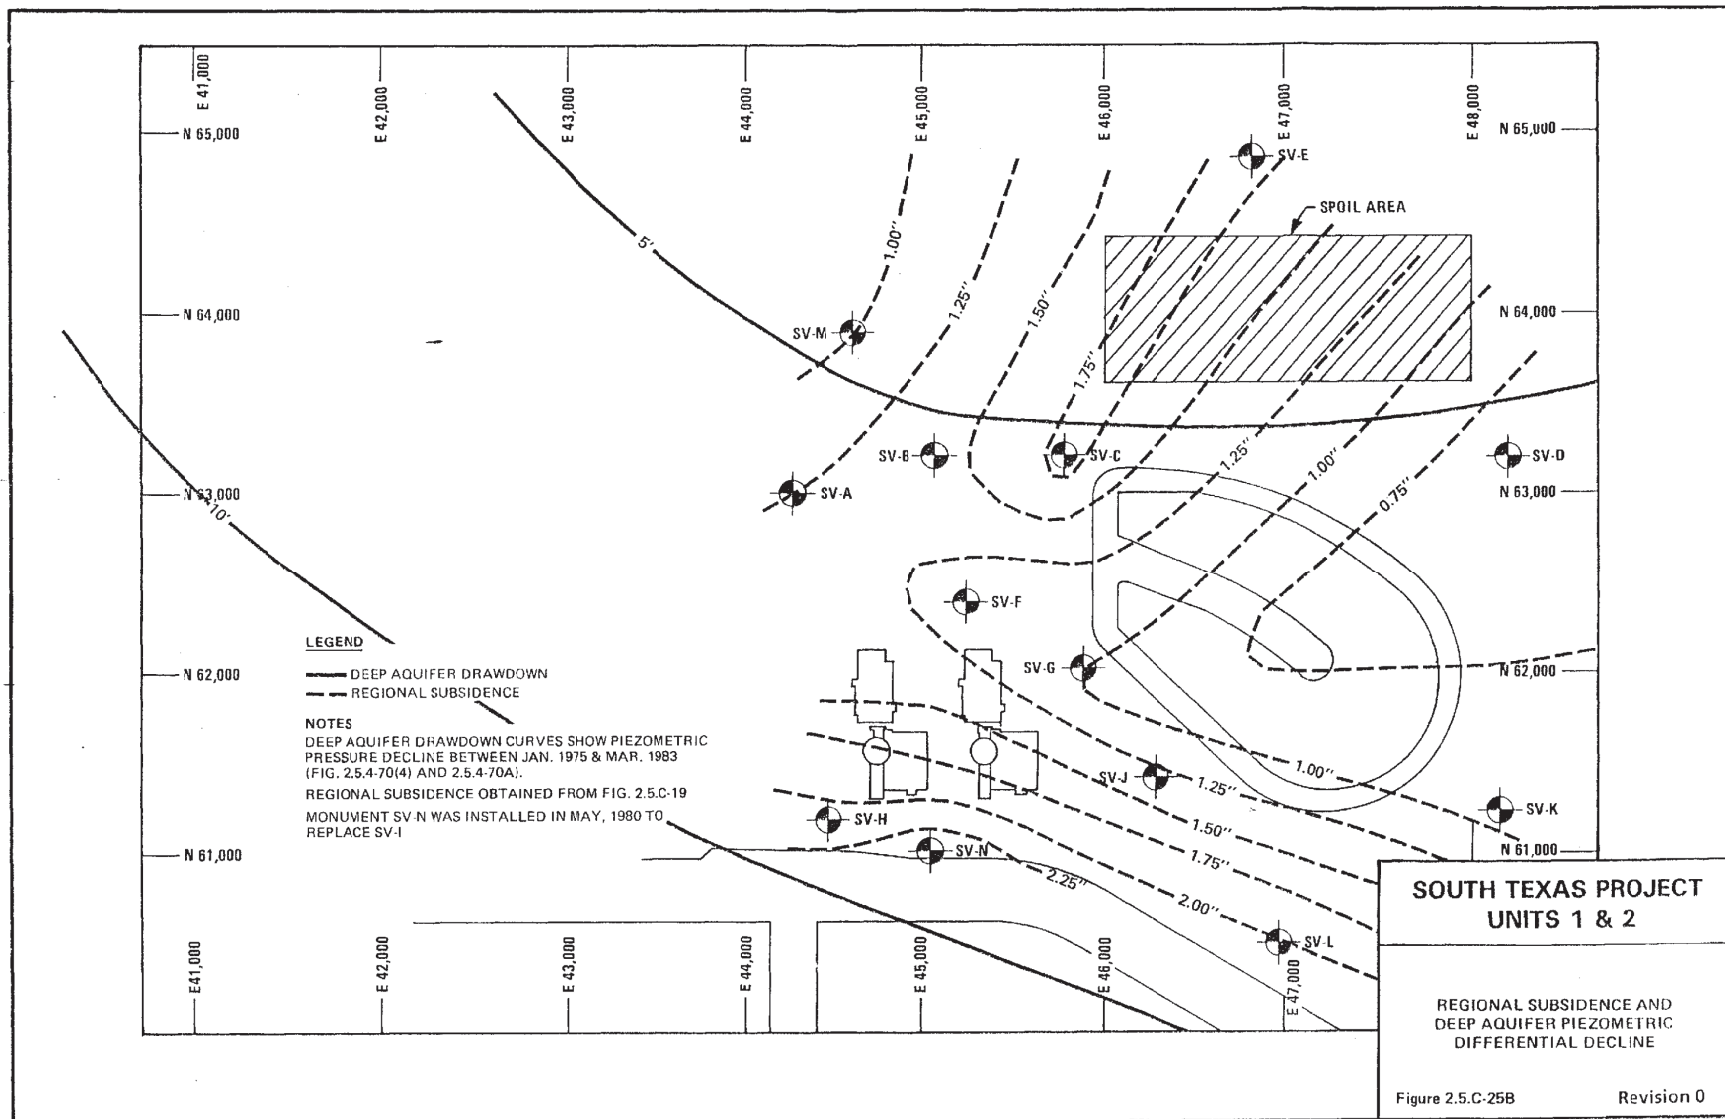 E 41,000
E 42,000
E 43,000
E 44,000
E 45,000
E 46,000
E 47,000
E 48,000
N 65,000
N 65,000
SV-E
SPOIL AREA
5'
1.00"
1.25"
1.50"
1.75"
N 64,000
N 64,000
SV-M
SV-B
SV-C
1.25"
1.00"
0.75"
SV-D
SV-A
N 63,000
N 63,000
10'
SV-F
LEGEND
DEEP AQUIFER DRAWDOWN
REGIONAL SUBSIDENCE
N 62,000
N 62,000
SV-G
NOTES
DEEP AQUIFER DRAWDOWN CURVES SHOW PIEZOMETRIC
PRESSURE DECLINE BETWEEN JAN. 1975 & MAR. 1983
(FIG. 2.5.4-70(4) AND 2.5.4-70A).
REGIONAL SUBSIDENCE OBTAINED FROM FIG. 2.5.C-19
MONUMENT SV-N WAS INSTALLED IN MAY, 1980 TO
REPLACE SV-I
SV-J
1.00"
1.25"
1.50"
1.75"
2.00"
2.25"
SV-H
SV-K
SV-N
SV-L
N 61,000
N 61,000
E 41,000
E 42,000
E 43,000
E 44,000
E 45,000
E 46,000
E 47,000
SOUTH TEXAS PROJECT
UNITS 1 & 2
REGIONAL SUBSIDENCE AND
DEEP AQUIFER PIEZOMETRIC
DIFFERENTIAL DECLINE
Figure 2.5.C-25B
Revision 0